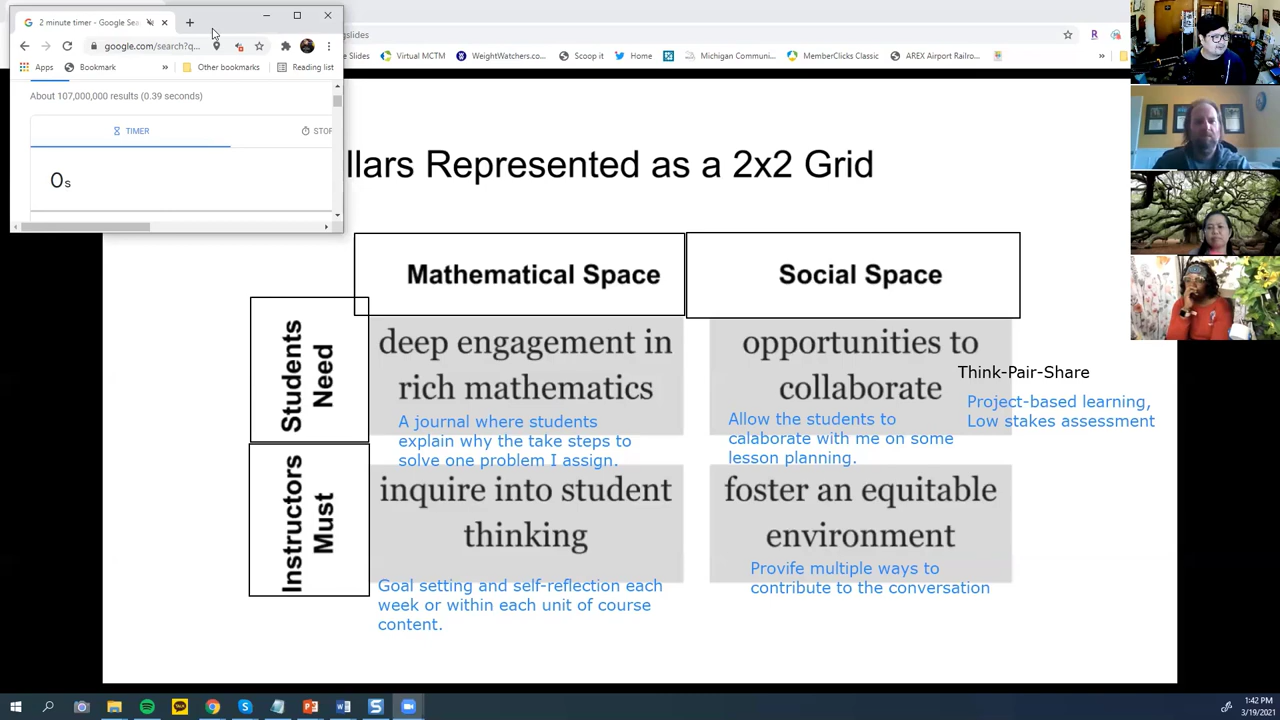 2 minute timer - Google Sea
google.com/search?q...
Apps
Bookmark
»
Other bookmarks
Reading list
About 107,000,000 results (0.39 seconds)
TIMER
STOP
0s
gslides
Slides
Virtual MCTM
WeightWatchers.co...
Scoop it
Home
Michigan Communit...
MemberClicks Classic
AREX Airport Railro...
»
llars Represented as a 2x2 Grid
Mathematical Space
Social Space
Students
Need
deep engagement in
rich mathematics
A journal where students
explain why the take steps to
solve one problem I assign.
opportunities to
collaborate
Allow the students to
calaborate with me on some
lesson planning.
Think-Pair-Share
Project-based learning,
Low stakes assessment
Instructors
Must
inquire into student
thinking
Goal setting and self-reflection each
week or within each unit of course
content.
foster an equitable
environment
Provife multiple ways to
contribute to the conversation
1:42 PM
3/19/2021